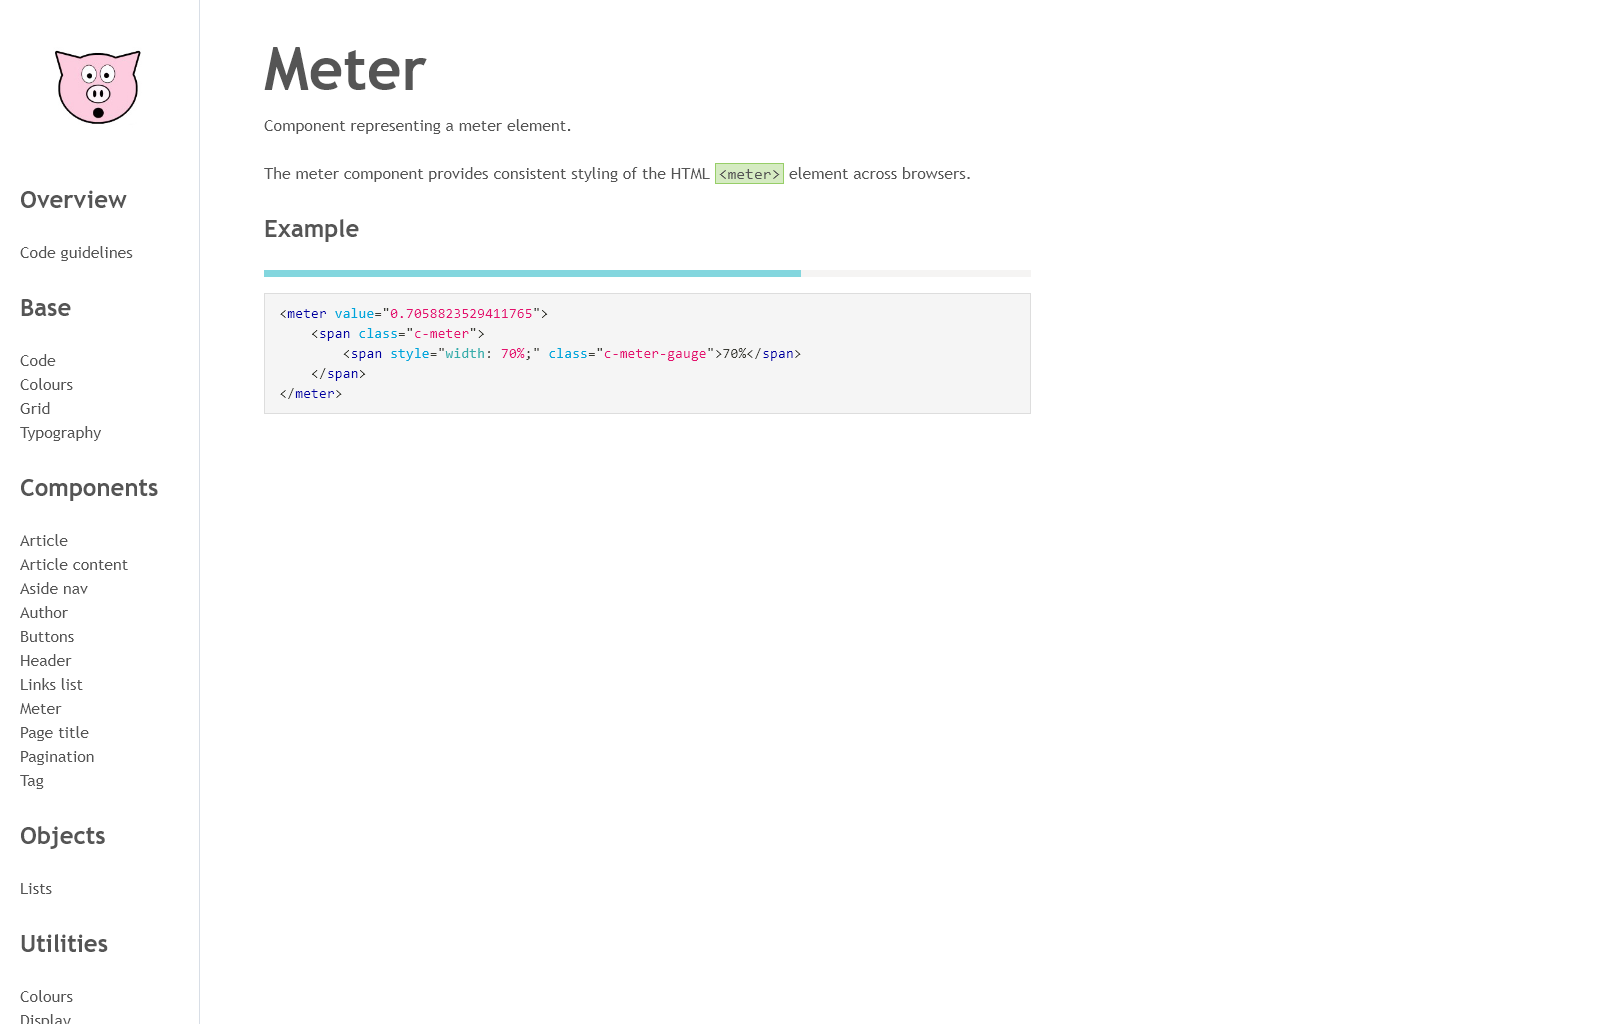 Overview
Code guidelines
Base
Code
Colours
Grid
Typography
Components
Article
Article content
Aside nav
Author
Buttons
Header
Links list
Meter
Page title
Pagination
Tag
Objects
Lists
Utilities
Colours
Display
Meter
Component representing a meter element.
The meter component provides consistent styling of the HTML <meter> element across browsers.
Example
<meter value="0.7058823529411765">
    <span class="c-meter">
        <span style="width: 70%;" class="c-meter-gauge">70%</span>
    </span>
</meter>